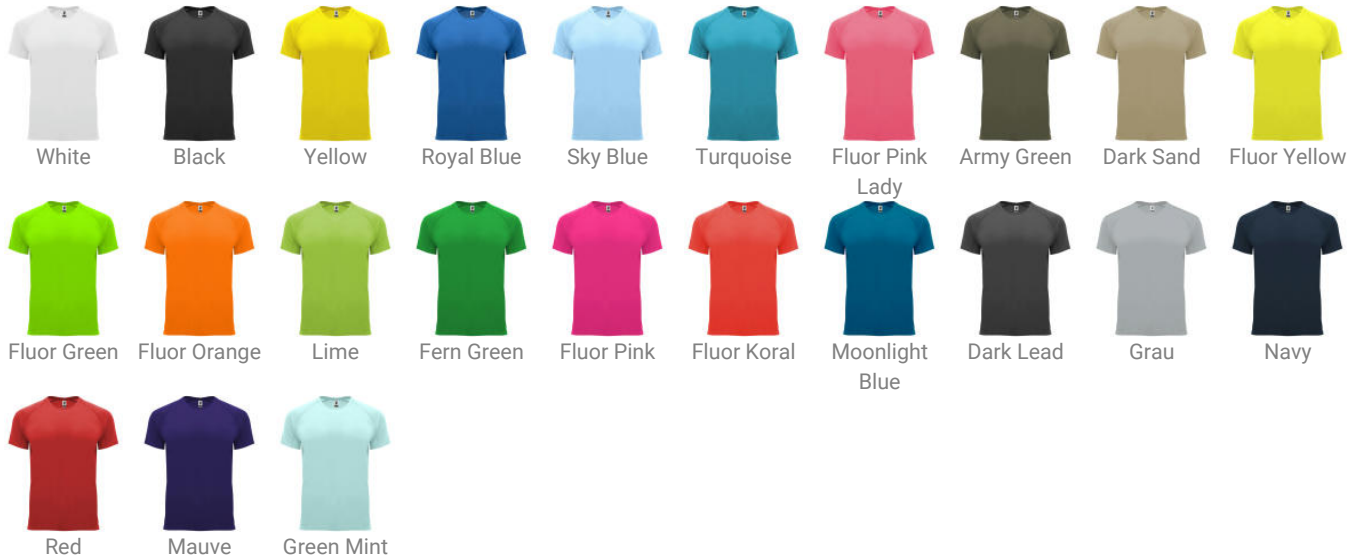 White
Black
Yellow
Royal Blue
Sky Blue
Turquoise
Fluor Pink
Lady
Army Green
Dark Sand
Fluor Yellow
Fluor Green
Fluor Orange
Lime
Fern Green
Fluor Pink
Fluor Koral
Moonlight
Blue
Dark Lead
Grau
Navy
Red
Mauve
Green Mint